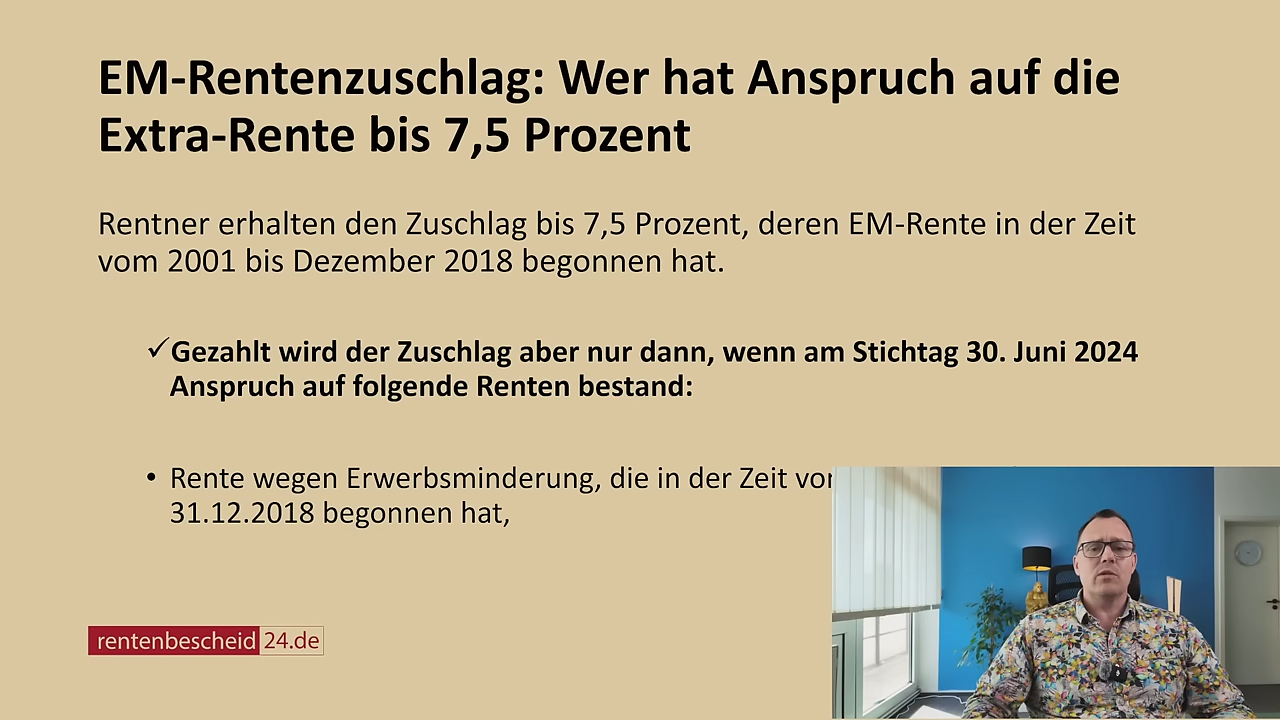 EM-Rentenzuschlag: Wer hat Anspruch auf die
Extra-Rente bis 7,5 Prozent
Rentner erhalten den Zuschlag bis 7,5 Prozent, deren EM-Rente in der Zeit
vom 2001 bis Dezember 2018 begonnen hat.
✓Gezahlt wird der Zuschlag aber nur dann, wenn am Stichtag 30. Juni 2024
Anspruch auf folgende Renten bestand:
• Rente wegen Erwerbsminderung, die in der Zeit
31.12.2018 begonnen hat,
rentenbescheid24.de